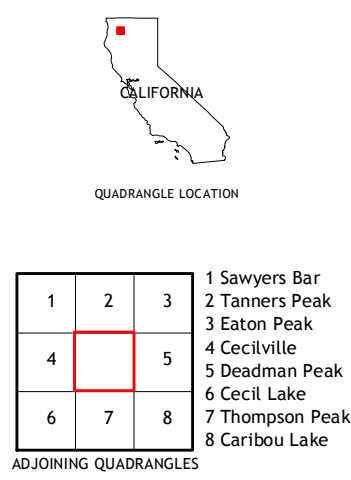 CALIFORNIA
QUADRANGLE LOCATION
1 2 3
4 5
6 7 8
1 Sawyers Bar
2 Tanners Peak
3 Eaton Peak
4 Cecilville
5 Deadman Peak
6 Cecil Lake
7 Thompson Peak
8 Caribou Lake
ADJOINING QUADRANGLES